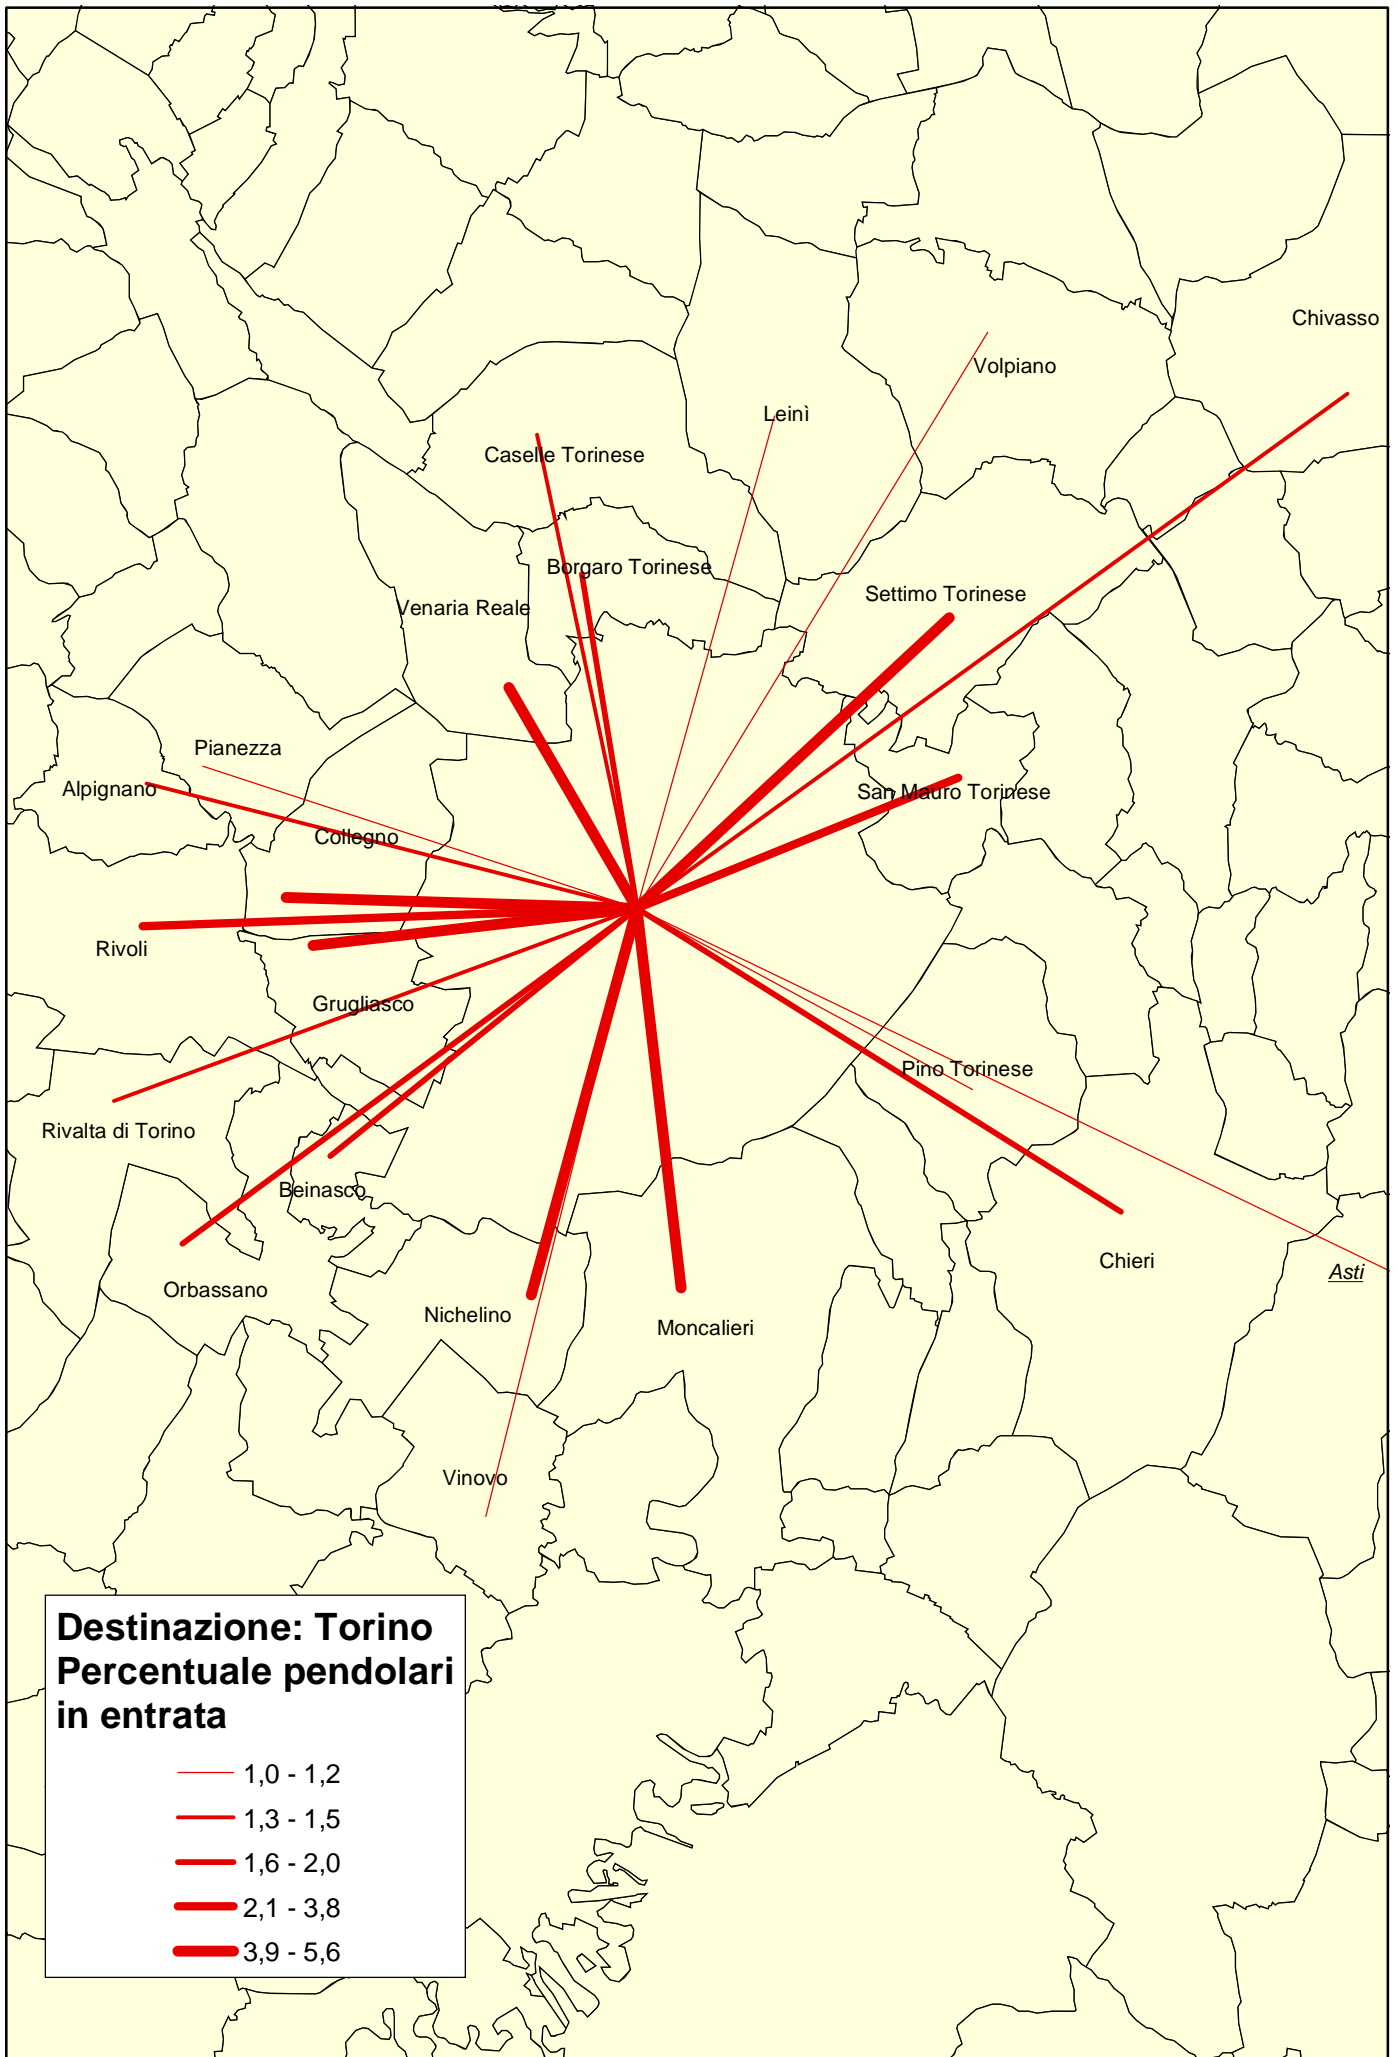 Chivasso
Volpiano
Leinì
Caselle Torinese
Borgaro Torinese
Settimo Torinese
Venaria Reale
Pianezza
Alpignano
San Mauro Torinese
Collegno
Rivoli
Grugliasco
Pino Torinese
Rivalta di Torino
Beinasco
Chieri
Asti
Orbassano
Nichelino
Moncalieri
Vinovo
Destinazione: Torino
Percentuale pendolari
in entrata
1,0 - 1,2
1,3 - 1,5
1,6 - 2,0
2,1 - 3,8
3,9 - 5,6